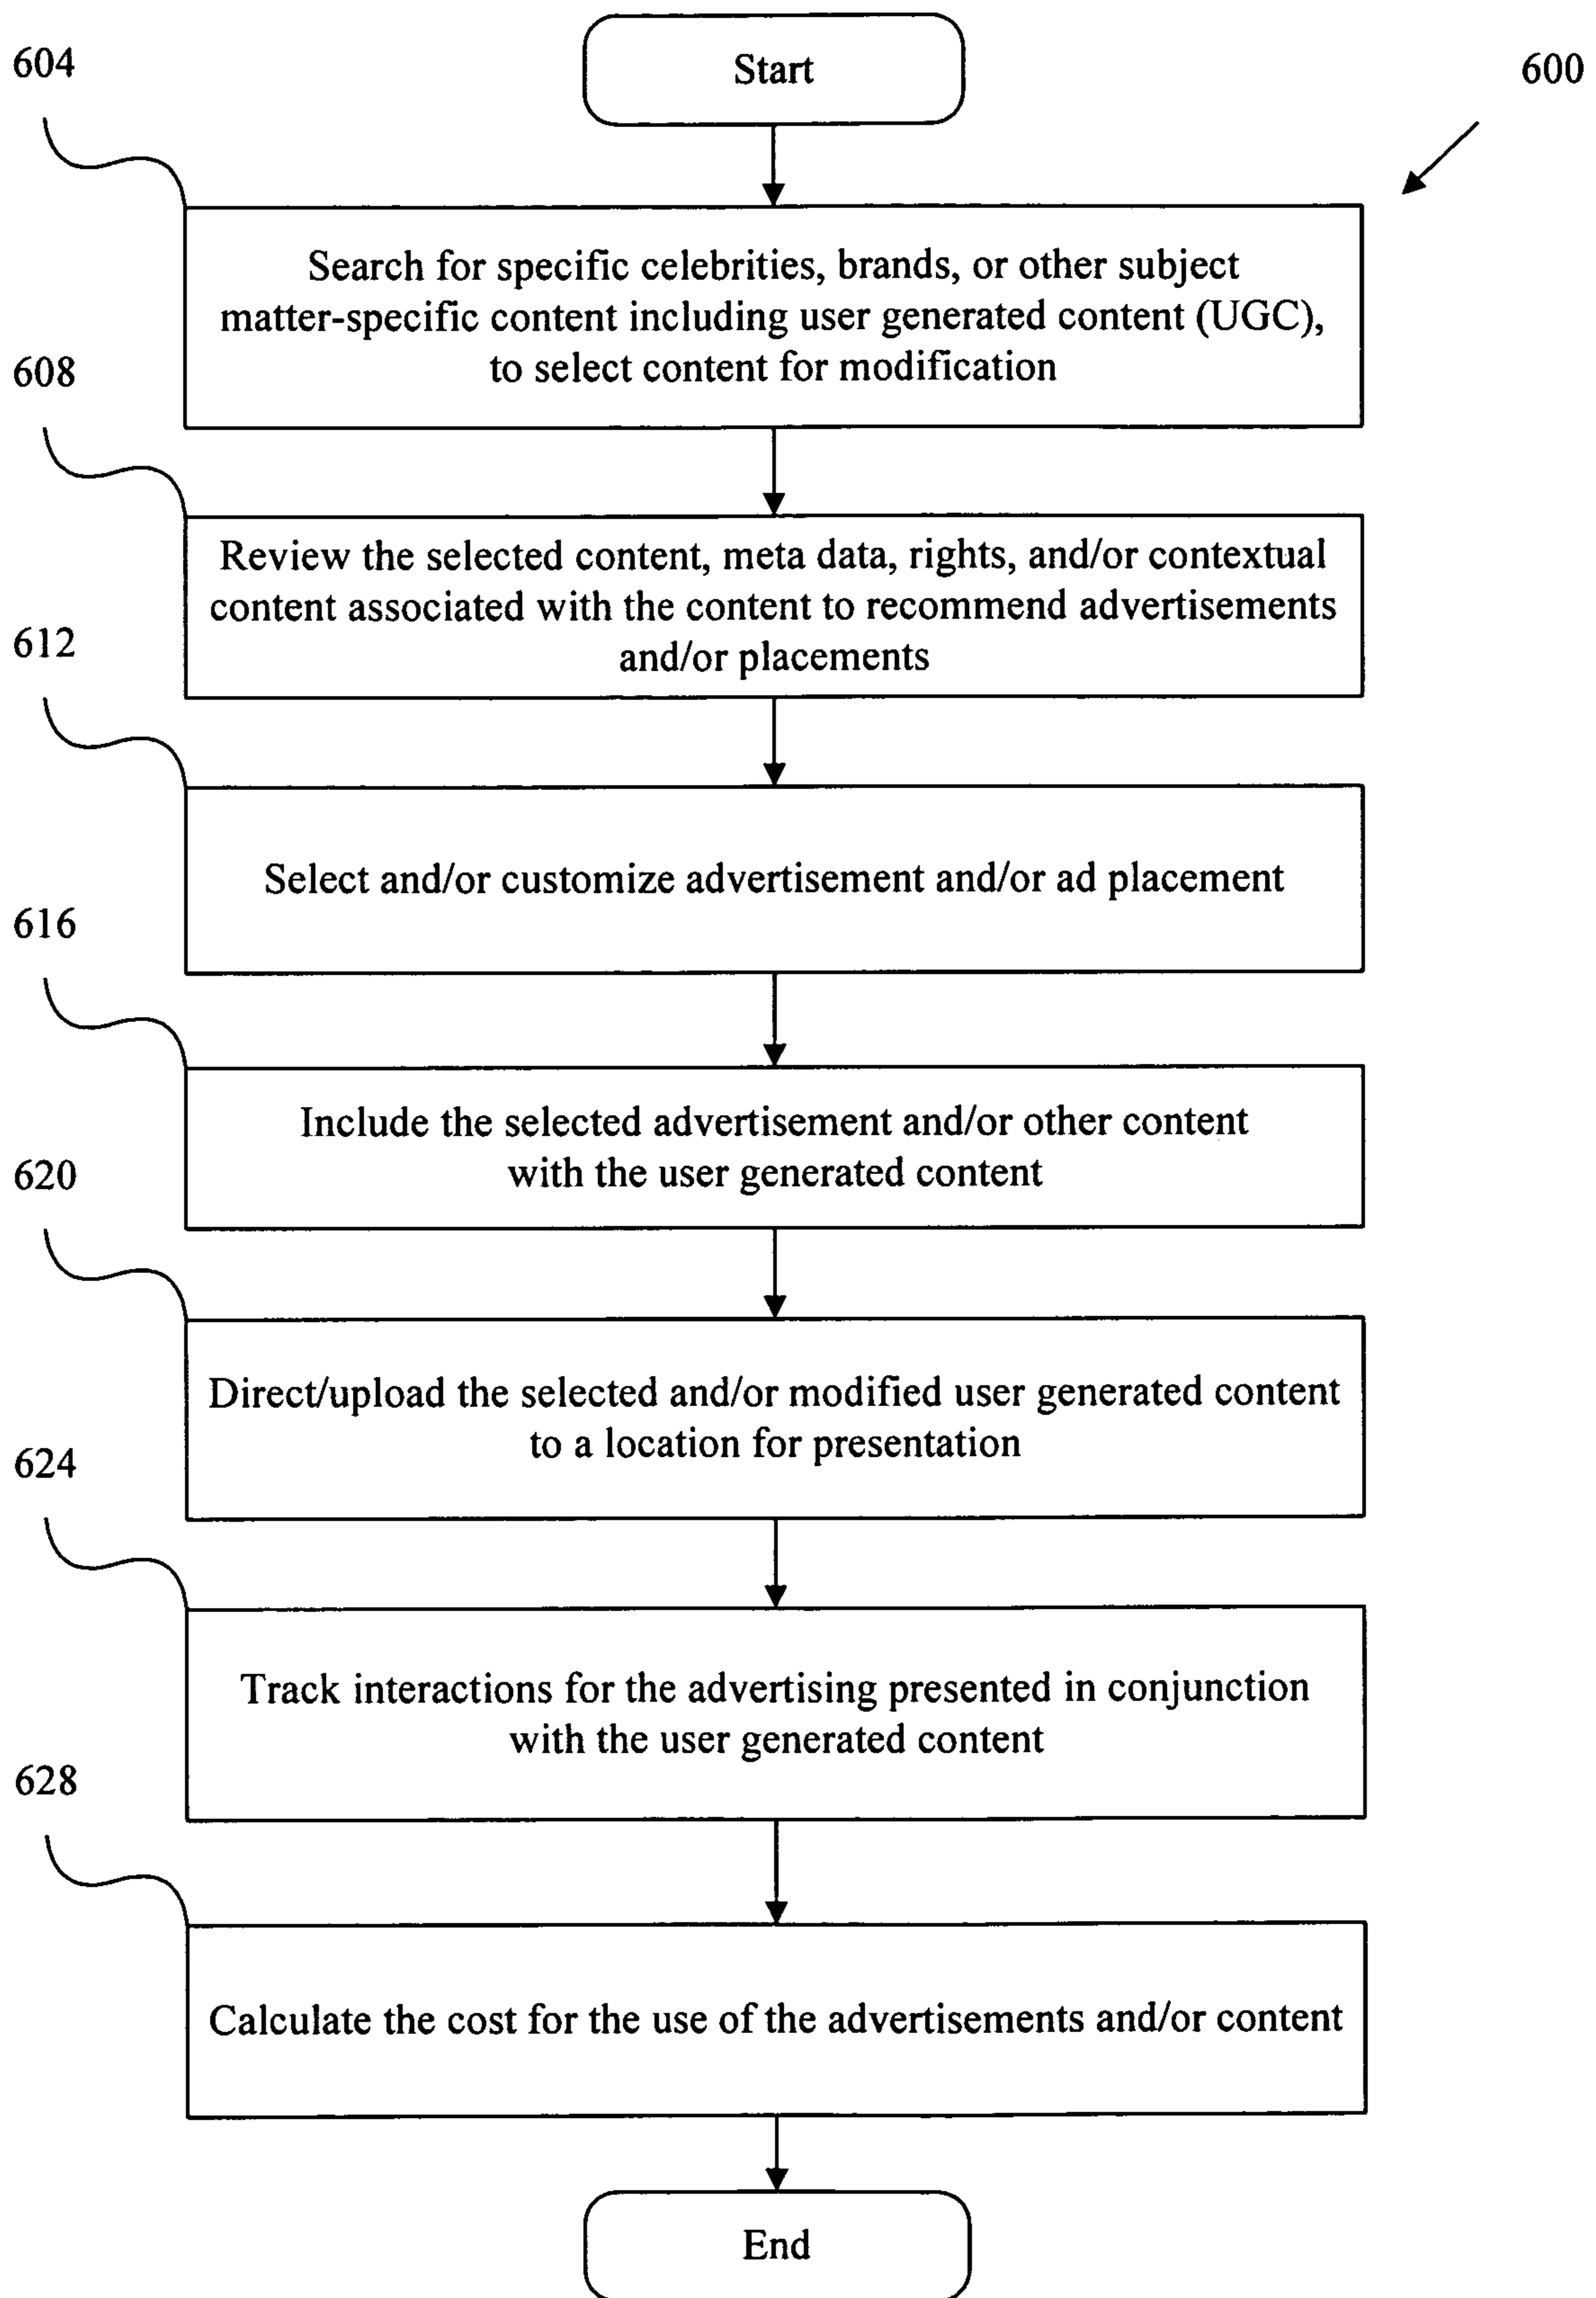 604
Start
600
Search for specific celebrities, brands, or other subject
matter-specific content including user generated content (UGC),
to select content for modification
608
Review the selected content, meta data, rights, and/or contextual
content associated with the content to recommend advertisements
and/or placements
612
Select and/or customize advertisement and/or ad placement
616
Include the selected advertisement and/or other content
with the user generated content
620
Direct/upload the selected and/or modified user generated content
to a location for presentation
624
Track interactions for the advertising presented in conjunction
with the user generated content
628
Calculate the cost for the use of the advertisements and/or content
End